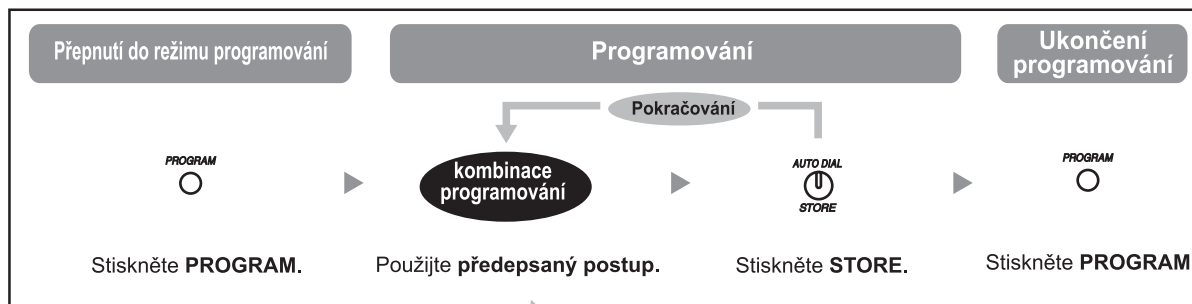 Přepnutí do režimu programování
Programování
Ukončení
programování
Pokračování
PROGRAM
kombinace
programování
AUTO DIAL
STORE
PROGRAM
Stiskněte PROGRAM.
Použijte předepsaný postup.
Stiskněte STORE.
Stiskněte PROGRAM